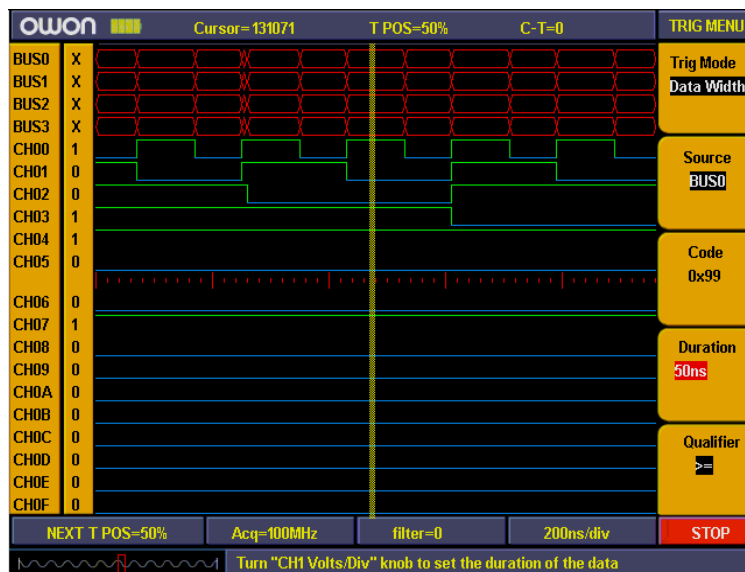 owon Cursor=131071 T POS=50% C-T=0 TRIG MENU
BUS0 X
BUS1 X
BUS2 X
BUS3 X
CH00 1
CH01 0
CH02 0
CH03 1
CH04 1
CH05 0
CH06 0
CH07 1
CH08 0
CH09 0
CH0A 0
CH0B 0
CH0C 0
CH0D 0
CH0E 0
CH0F 0
Trig Mode
Data Width
Source
BUS0
Code
0x99
Duration
50ns
Qualifier
>=
NEXT T POS=50% Acq=100MHz filter=0 200ns/div STOP
Turn "CH1 Volts/Div" knob to set the duration of the data